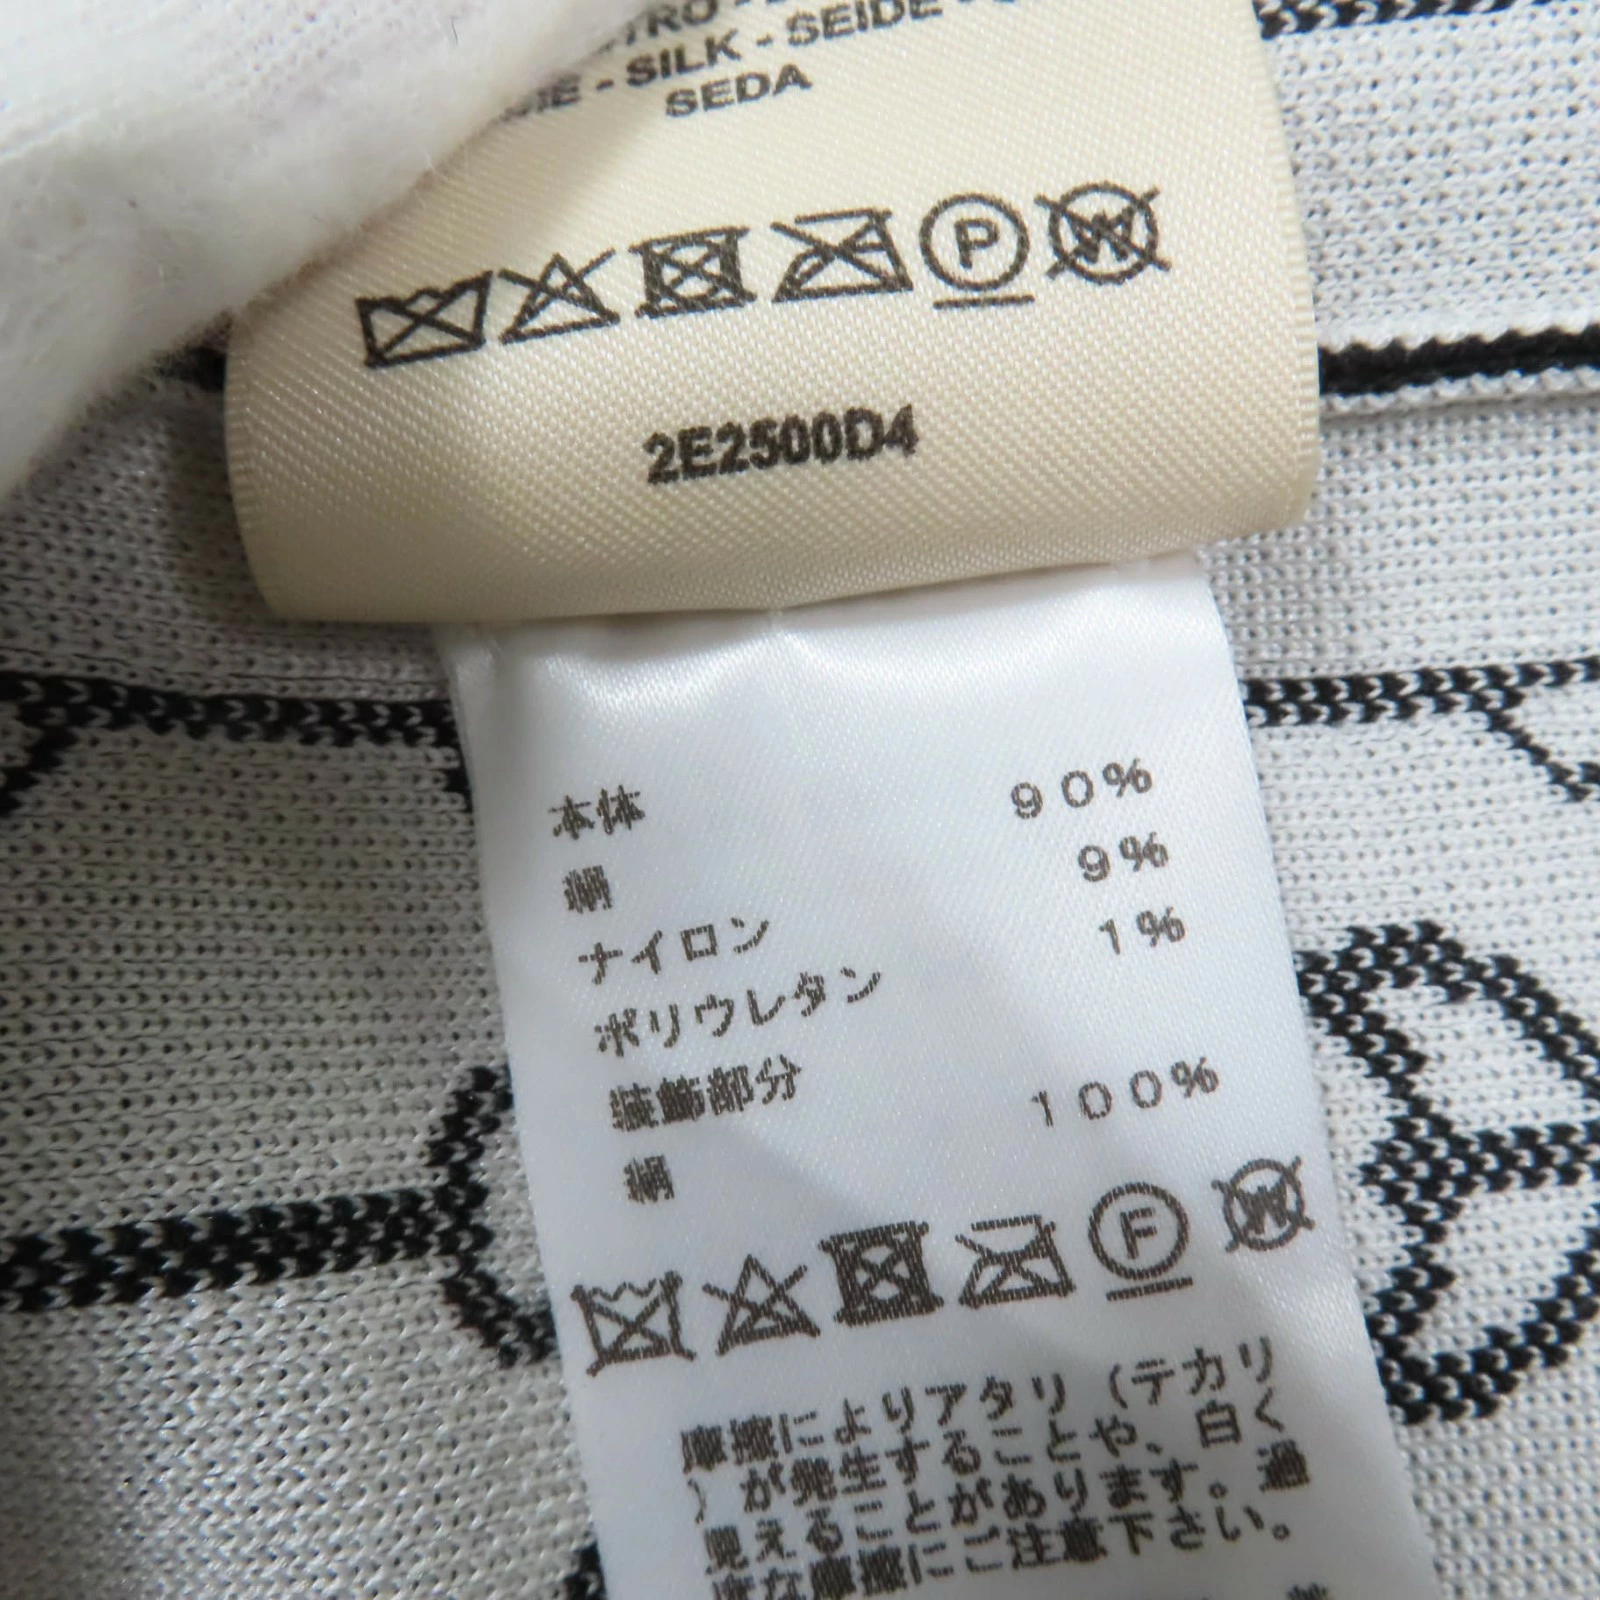 SILK - SEIDE
SEDA
P W
2E2500D4
本体 90%
絹 9%
ナイロン 1%
ポリウレタン
装飾部分 100%
絹
F W
摩擦によりアタリ（テカリ
）が発生することや、白く
見えることがあります。過
度な摩擦にご注意下さい。